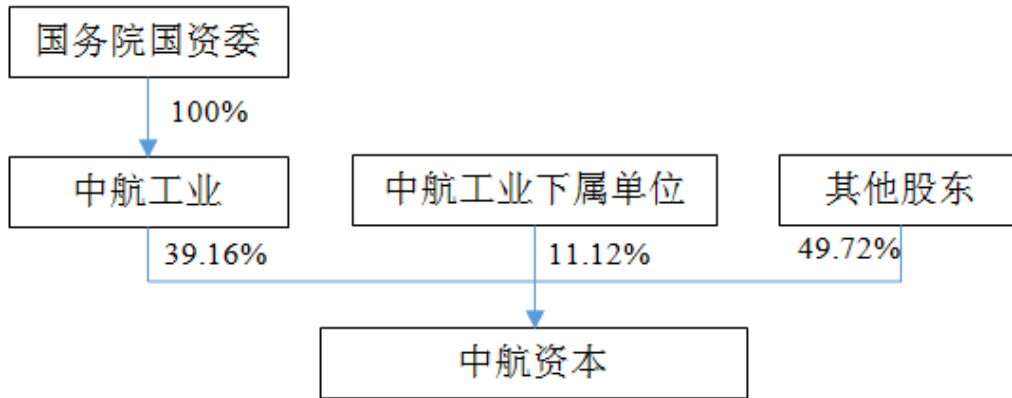 国务院国资委
100%
中航工业
中航工业下属单位
其他股东
39.16%
11.12%
49.72%
中航资本